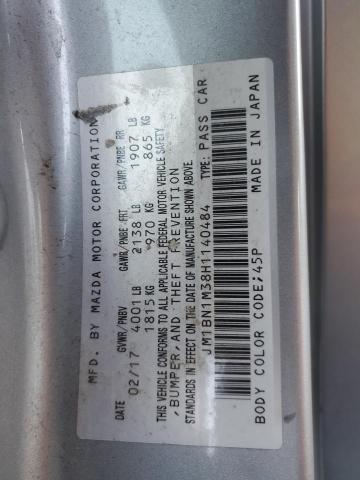 MFD. BY MAZDA MOTOR CORPORATION
DATE GVWR/PNBV GAWR/PNBE FRT GAWR/PNBE RR
02/17 4001 LB 2138 LB 1907 LB
1815 KG 970 KG 865 KG
THIS VEHICLE CONFORMS TO ALL APPLICABLE FEDERAL MOTOR VEHICLE SAFETY
,BUMPER,AND THEFT PREVENTION
STANDARDS IN EFFECT ON THE DATE OF MANUFACTURE SHOWN ABOVE.
JM1BN1M38H1140484 TYPE: PASS CAR
BODY COLOR CODE;45P MADE IN JAPAN